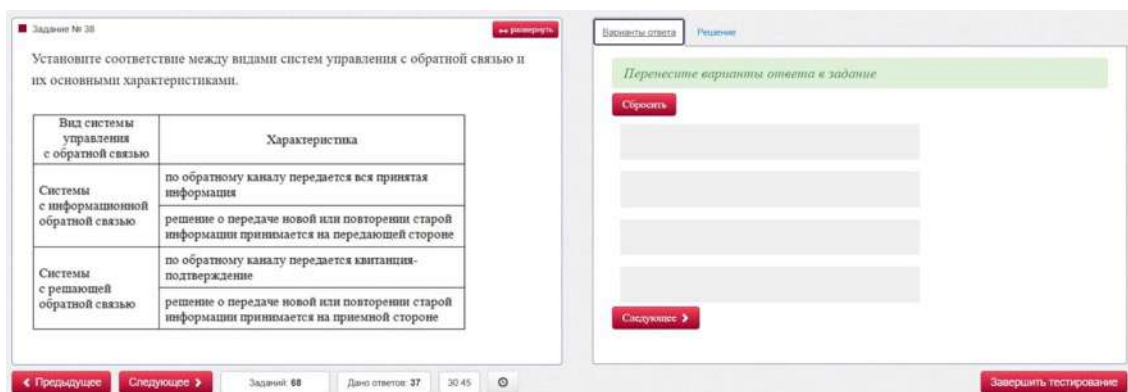 Задание № 38
развернуть
Установите соответствие между видами систем управления с обратной связью и
их основными характеристиками.
Вид системы
управления
с обратной связью
Характеристика
Системы
с информационной
обратной связью
по обратному каналу передается вся принятая
информация
решение о передаче новой или повторении старой
информации принимается на передающей стороне
Системы
с решающей
обратной связью
по обратному каналу передается квитанция-
подтверждение
решение о передаче новой или повторении старой
информации принимается на приемной стороне
Предыдущее
Следующее
Заданий: 68
Дано ответов: 37
30:45
Варианты ответа
Решение
Перенесите варианты ответа в задание
Сбросить
Следующее
Завершить тестирование